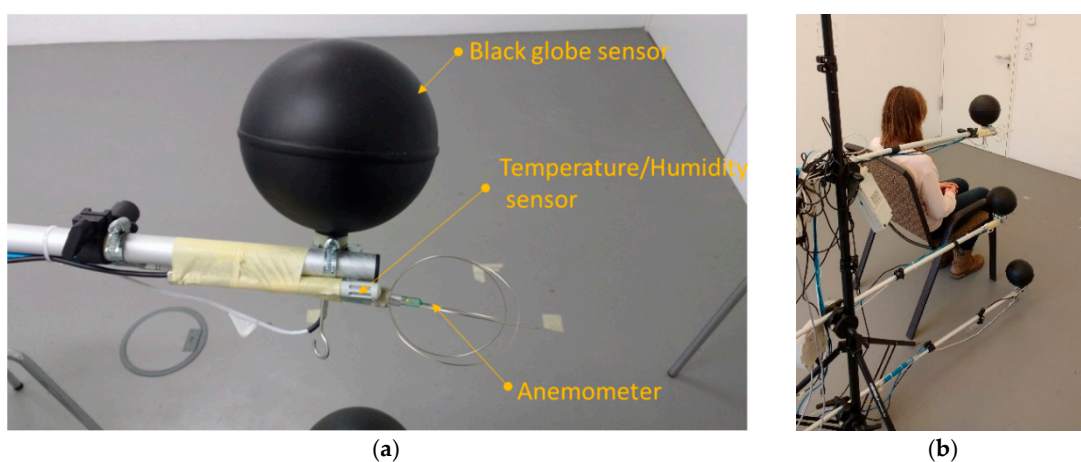 Black globe sensor
Temperature/Humidity
sensor
Anemometer
(a)
(b)